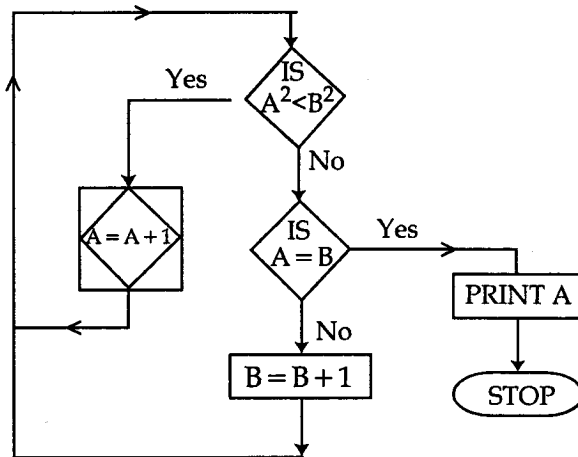 IS
A²<B²
Yes
No
A = A + 1
IS
A = B
Yes
PRINT A
No
B = B + 1
STOP